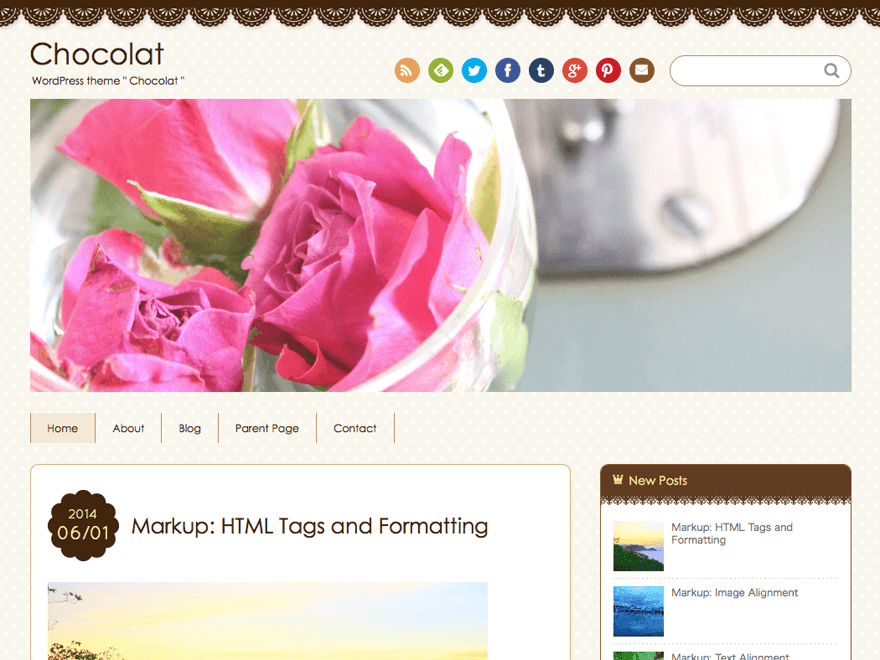 Chocolat
WordPress theme " Chocolat "
Home
About
Blog
Parent Page
Contact
2014
06/01
Markup: HTML Tags and Formatting
New Posts
Markup: HTML Tags and
Formatting
Markup: Image Alignment
Markup: Text Alignment